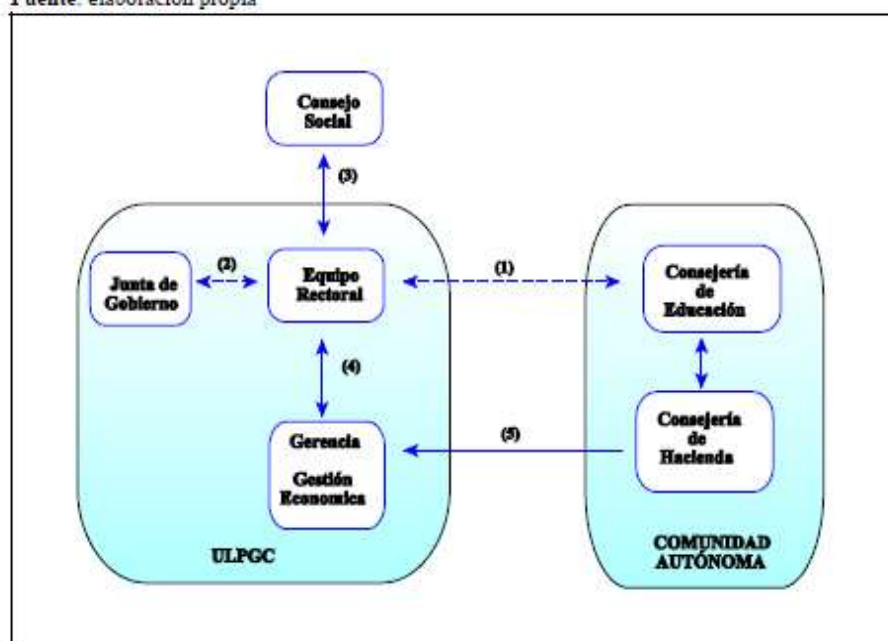 Fuente: elaboración propia
Consejo
Social
(3)
Junta de
Gobierno
(2)
Equipo
Rectoral
(1)
Consejería
de
Educación
(4)
Gerencia
Gestión
Economica
(5)
Consejería
de
Hacienda
ULPGC
COMUNIDAD
AUTÓNOMA